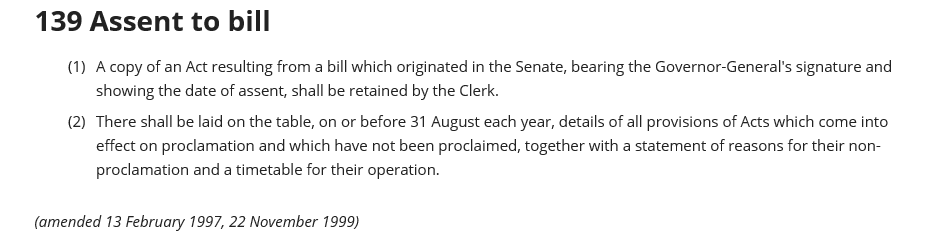 139 Assent to bill
(1) A copy of an Act resulting from a bill which originated in the Senate, bearing the Governor-General's signature and
showing the date of assent, shall be retained by the Clerk.
(2) There shall be laid on the table, on or before 31 August each year, details of all provisions of Acts which come into
effect on proclamation and which have not been proclaimed, together with a statement of reasons for their non-
proclamation and a timetable for their operation.
(amended 13 February 1997, 22 November 1999)